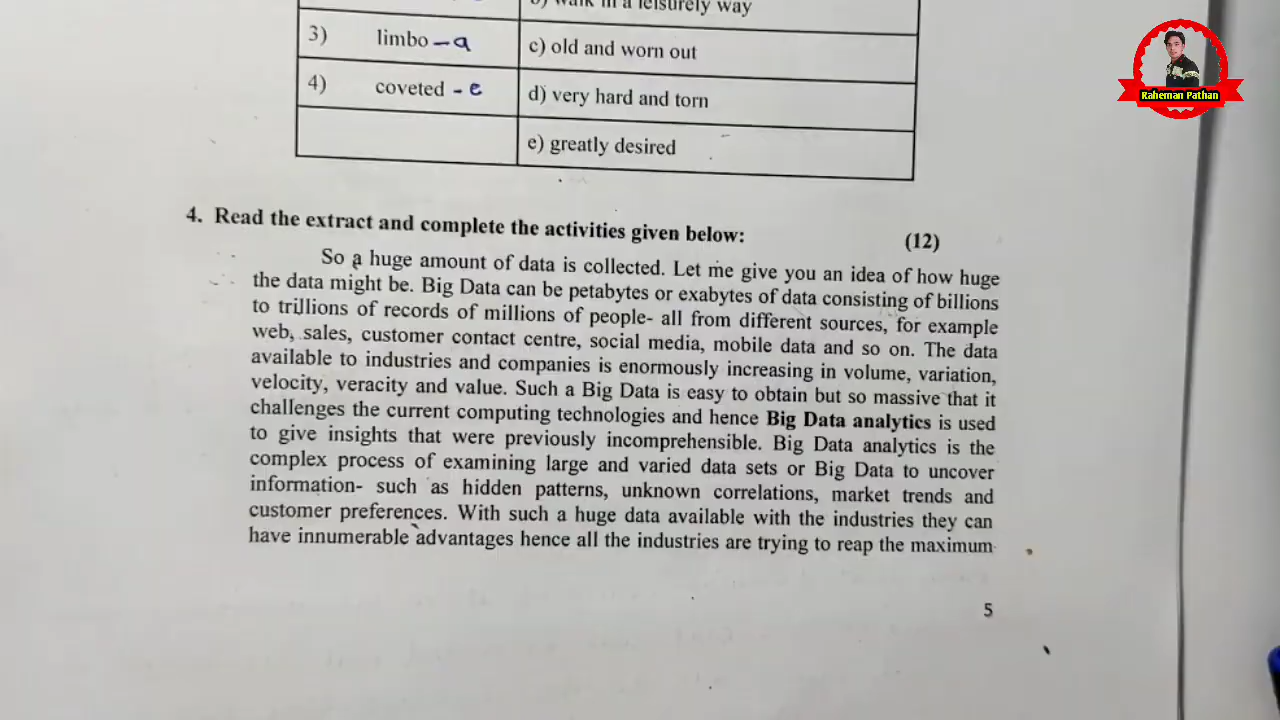 b) walk in a leisurely way
3) limbo – a
c) old and worn out
4) coveted - e
d) very hard and torn
e) greatly desired
Raheman Pathan
4. Read the extract and complete the activities given below: (12)
So a huge amount of data is collected. Let me give you an idea of how huge
the data might be. Big Data can be petabytes or exabytes of data consisting of billions
to trillions of records of millions of people- all from different sources, for example
web, sales, customer contact centre, social media, mobile data and so on. The data
available to industries and companies is enormously increasing in volume, variation,
velocity, veracity and value. Such a Big Data is easy to obtain but so massive that it
challenges the current computing technologies and hence Big Data analytics is used
to give insights that were previously incomprehensible. Big Data analytics is the
complex process of examining large and varied data sets or Big Data to uncover
information- such as hidden patterns, unknown correlations, market trends and
customer preferences. With such a huge data available with the industries they can
have innumerable advantages hence all the industries are trying to reap the maximum
5